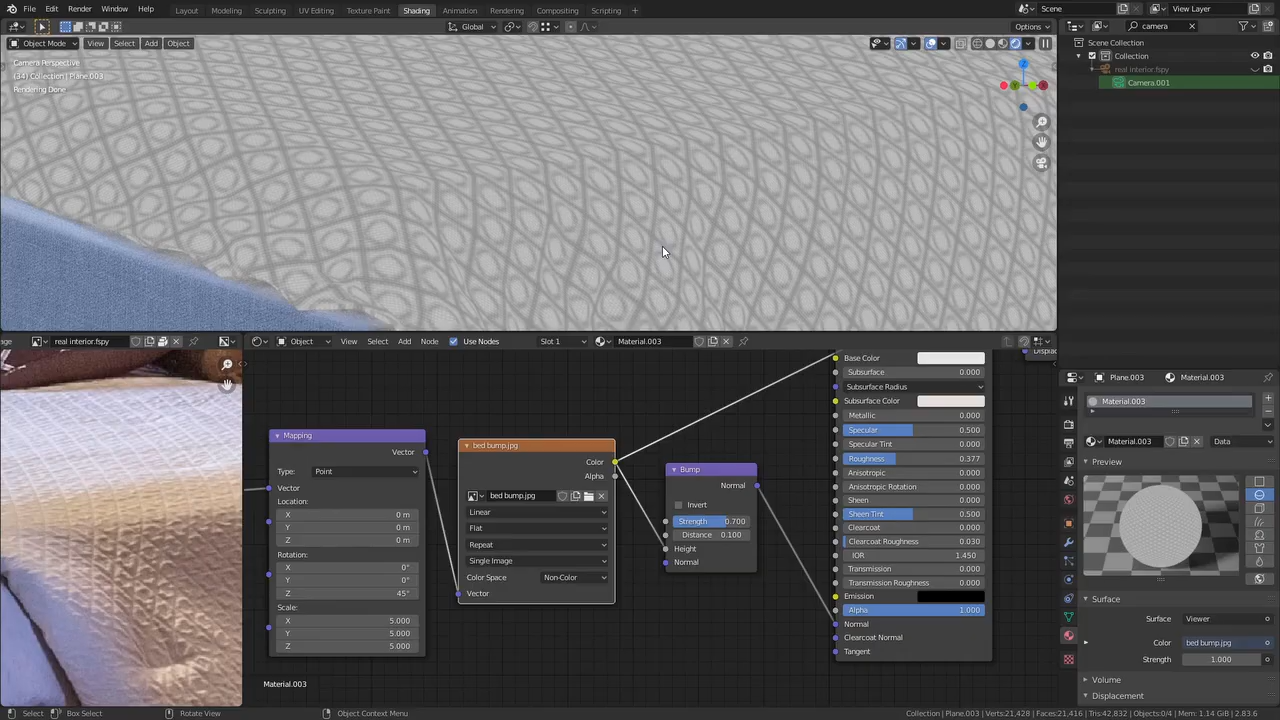 File Edit Render Window Help
Layout Modeling Sculpting UV Editing Texture Paint Shading Animation Rendering Compositing Scripting +
Scene View Layer
Global Options camera
Object Mode View Select Add Object
Scene Collection
Collection
real interior.fspy
Camera.001
Camera Perspective
(34) Collection | Plane.003
Rendering Done
Z
Y
age real interior.fspy
Object View Select Add Node Use Nodes Slot 1 Material.003
Displac
Mapping
Vector
Type: Point
Vector
Location:
X 0 m
Y 0 m
Z 0 m
Rotation:
X 0°
Y 0°
Z 45°
Scale:
X 5.000
Y 5.000
Z 5.000
bed bump.jpg
Color
Alpha
bed bump.jpg
Linear
Flat
Repeat
Single Image
Color Space Non-Color
Vector
Bump
Normal
Invert
Strength 0.700
Distance 0.100
Height
Normal
Base Color
Subsurface 0.000
Subsurface Radius
Subsurface Color
Metallic 0.000
Specular 0.500
Specular Tint 0.000
Roughness 0.377
Anisotropic 0.000
Anisotropic Rotation 0.000
Sheen 0.000
Sheen Tint 0.500
Clearcoat 0.000
Clearcoat Roughness 0.030
IOR 1.450
Transmission 0.000
Transmission Roughness 0.000
Emission
Alpha 1.000
Normal
Clearcoat Normal
Tangent
Material.003
Plane.003 Material.003
Material.003
Material.003 Data
Preview
Surface
Surface Viewer
Color bed bump.jpg
Strength 1.000
Volume
Displacement
Select Box Select Rotate View Object Context Menu
Collection | Plane.003 | Verts:21,428 | Faces:21,416 | Tris:42,832 | Objects:0/4 | Mem: 1.14 GiB | 2.83.6